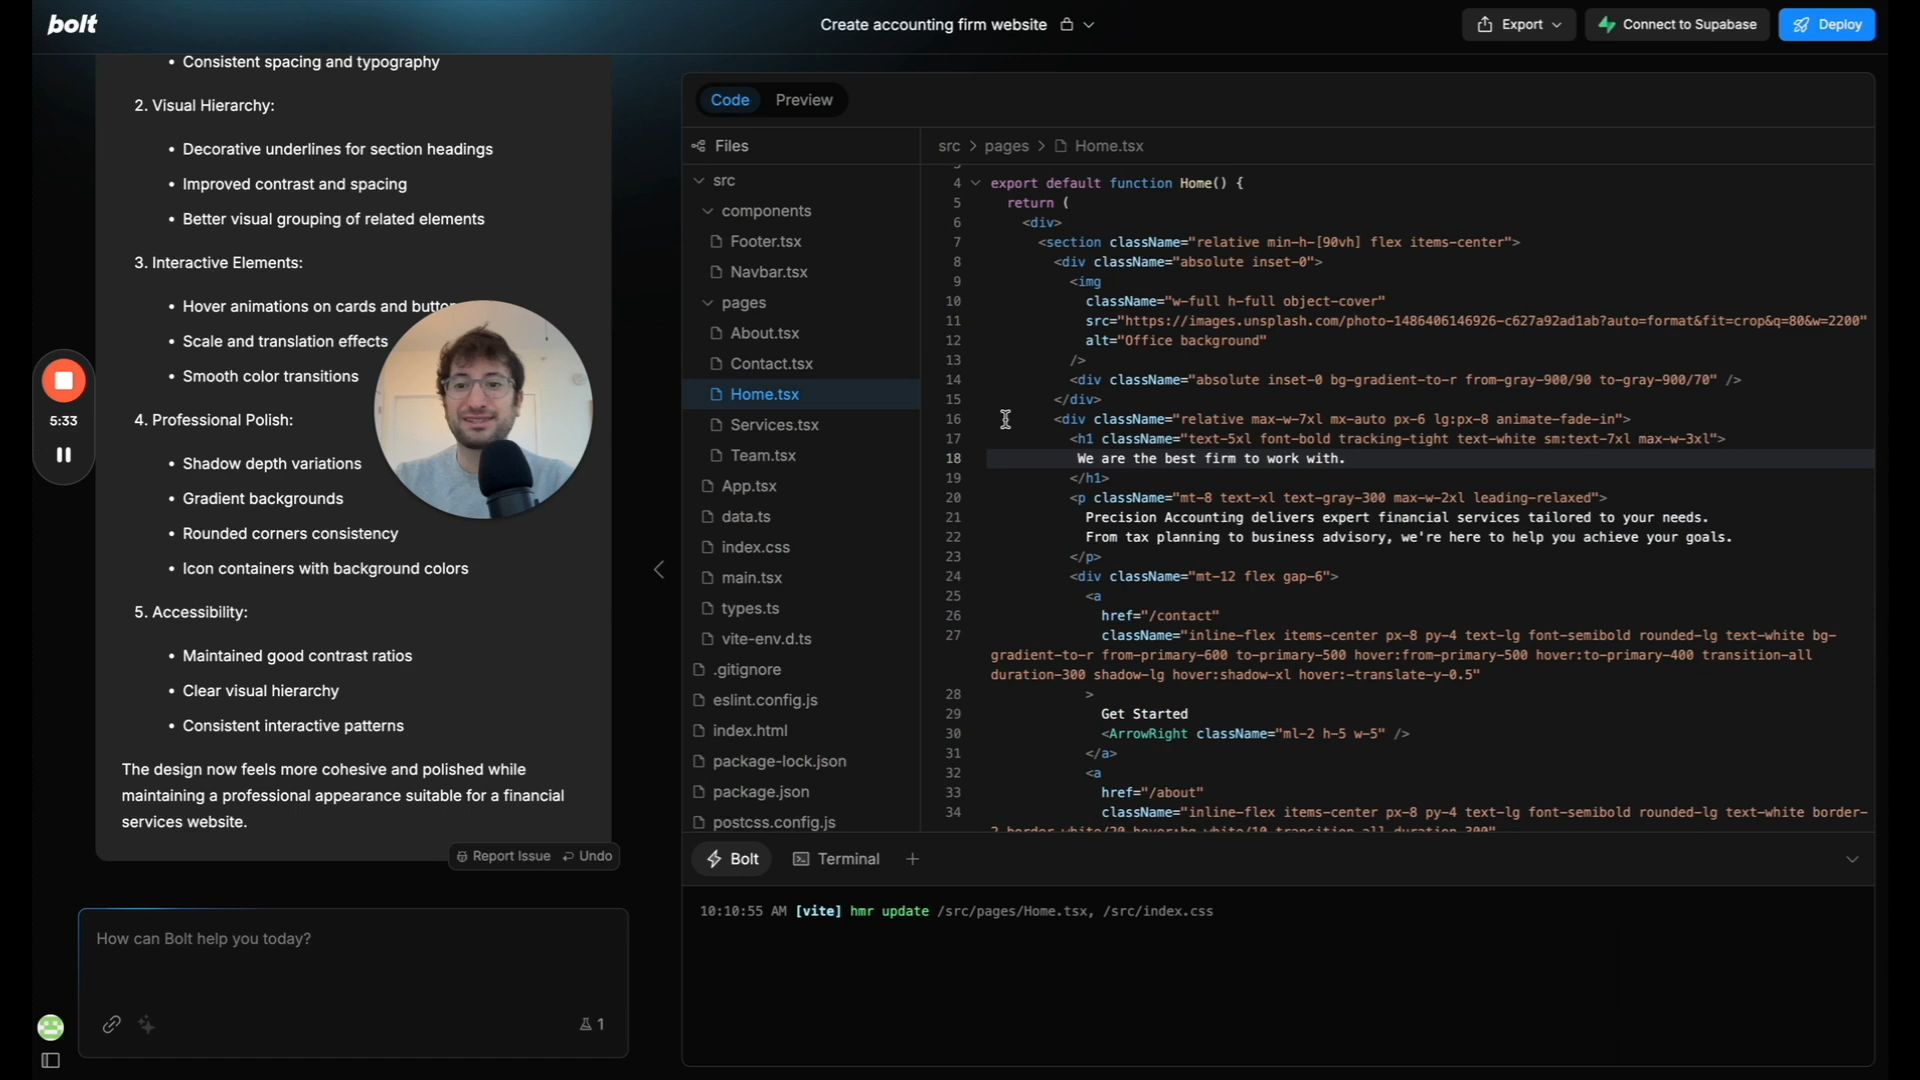 bolt
Create accounting firm website
Export
Connect to Supabase
Deploy
• Consistent spacing and typography
2. Visual Hierarchy:
• Decorative underlines for section headings
• Improved contrast and spacing
• Better visual grouping of related elements
3. Interactive Elements:
• Hover animations on cards and
• Scale and translation effects
• Smooth color transitions
4. Professional Polish:
• Shadow depth variations
• Gradient backgrounds
• Rounded corners consistency
• Icon containers with background colors
5. Accessibility:
• Maintained good contrast ratios
• Clear visual hierarchy
• Consistent interactive patterns
The design now feels more cohesive and polished while
maintaining a professional appearance suitable for a financial
services website.
Report Issue
Undo
How can Bolt help you today?
1
5:33
Code
Preview
Files
src
components
Footer.tsx
Navbar.tsx
pages
About.tsx
Contact.tsx
Home.tsx
Services.tsx
Team.tsx
App.tsx
data.ts
index.css
main.tsx
types.ts
vite-env.d.ts
.gitignore
eslint.config.js
index.html
package-lock.json
package.json
postcss.config.js
src > pages > Home.tsx
4 export default function Home() {
5 return (
6 <div>
7 <section className="relative min-h-[90vh] flex items-center">
8 <div className="absolute inset-0">
9 <img
10 className="w-full h-full object-cover"
11 src="https://images.unsplash.com/photo-1486406146926-c627a92ad1ab?auto=format&fit=crop&q=80&w=2200"
12 alt="Office background"
13 />
14 <div className="absolute inset-0 bg-gradient-to-r from-gray-900/90 to-gray-900/70" />
15 </div>
16 <div className="relative max-w-7xl mx-auto px-6 lg:px-8 animate-fade-in">
17 <h1 className="text-5xl font-bold tracking-tight text-white sm:text-7xl max-w-3xl">
18 We are the best firm to work with.
19 </h1>
20 <p className="mt-8 text-xl text-gray-300 max-w-2xl leading-relaxed">
21 Precision Accounting delivers expert financial services tailored to your needs.
22 From tax planning to business advisory, we're here to help you achieve your goals.
23 </p>
24 <div className="mt-12 flex gap-6">
25 <a
26 href="/contact"
27 className="inline-flex items-center px-8 py-4 text-lg font-semibold rounded-lg text-white bg-
gradient-to-r from-primary-600 to-primary-500 hover:from-primary-500 hover:to-primary-400 transition-all
duration-300 shadow-lg hover:shadow-xl hover:-translate-y-0.5"
28 >
29 Get Started
30 <ArrowRight className="ml-2 h-5 w-5" />
31 </a>
32 <a
33 href="/about"
34 className="inline-flex items-center px-8 py-4 text-lg font-semibold rounded-lg text-white border-
2 border-white/20 hover:bg-white/10 transition-all duration-300"
Bolt
Terminal
10:10:55 AM [vite] hmr update /src/pages/Home.tsx, /src/index.css